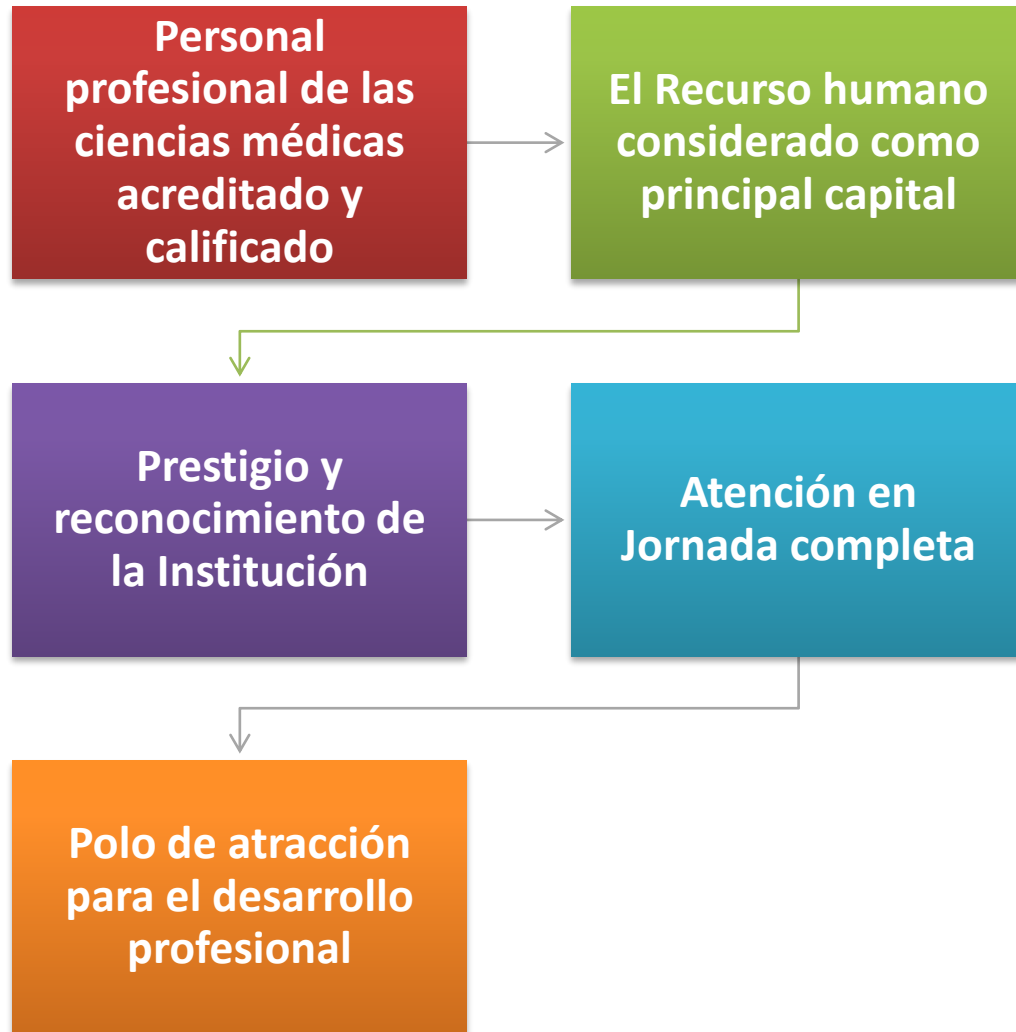 Personal
profesional de las
ciencias médicas
acreditado y
calificado
El Recurso humano
considerado como
principal capital
Prestigio y
reconocimiento de
la Institución
Atención en
Jornada completa
Polo de atracción
para el desarrollo
profesional